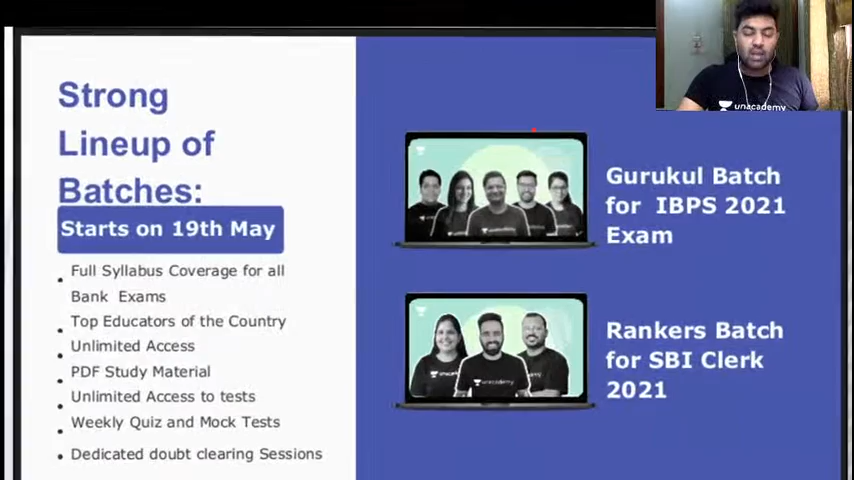 Strong
Lineup of
Batches:
Starts on 19th May
Full Syllabus Coverage for all
Bank Exams
Top Educators of the Country
Unlimited Access
PDF Study Material
Unlimited Access to tests
Weekly Quiz and Mock Tests
Dedicated doubt clearing Sessions
Gurukul Batch
for IBPS 2021
Exam
Rankers Batch
for SBI Clerk
2021
unacademy